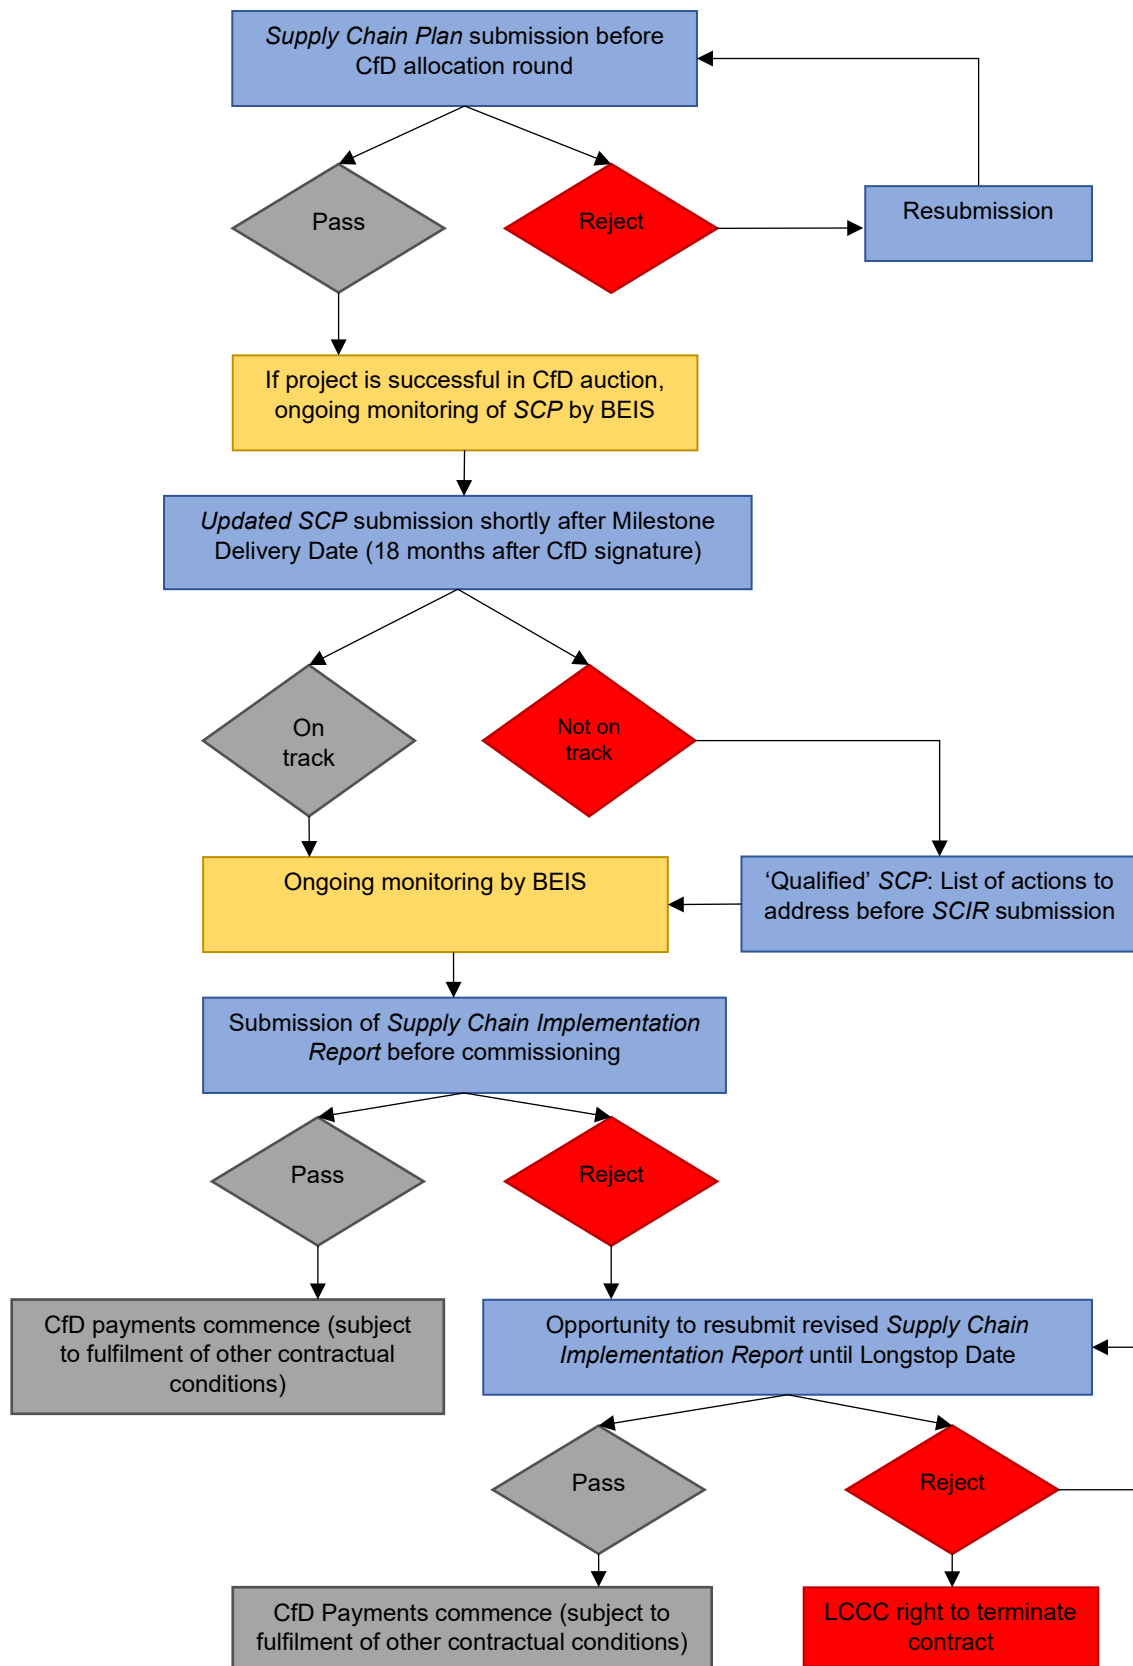 Supply Chain Plan submission before
CfD allocation round
Pass
Reject
Resubmission
If project is successful in CfD auction,
ongoing monitoring of SCP by BEIS
Updated SCP submission shortly after Milestone
Delivery Date (18 months after CfD signature)
On
track
Not on
track
Ongoing monitoring by BEIS
‘Qualified’ SCP: List of actions to
address before SCIR submission
Submission of Supply Chain Implementation
Report before commissioning
Pass
Reject
CfD payments commence (subject
to fulfilment of other contractual
conditions)
Opportunity to resubmit revised Supply Chain
Implementation Report until Longstop Date
Pass
Reject
CfD Payments commence (subject to
fulfilment of other contractual conditions)
LCCC right to terminate
contract